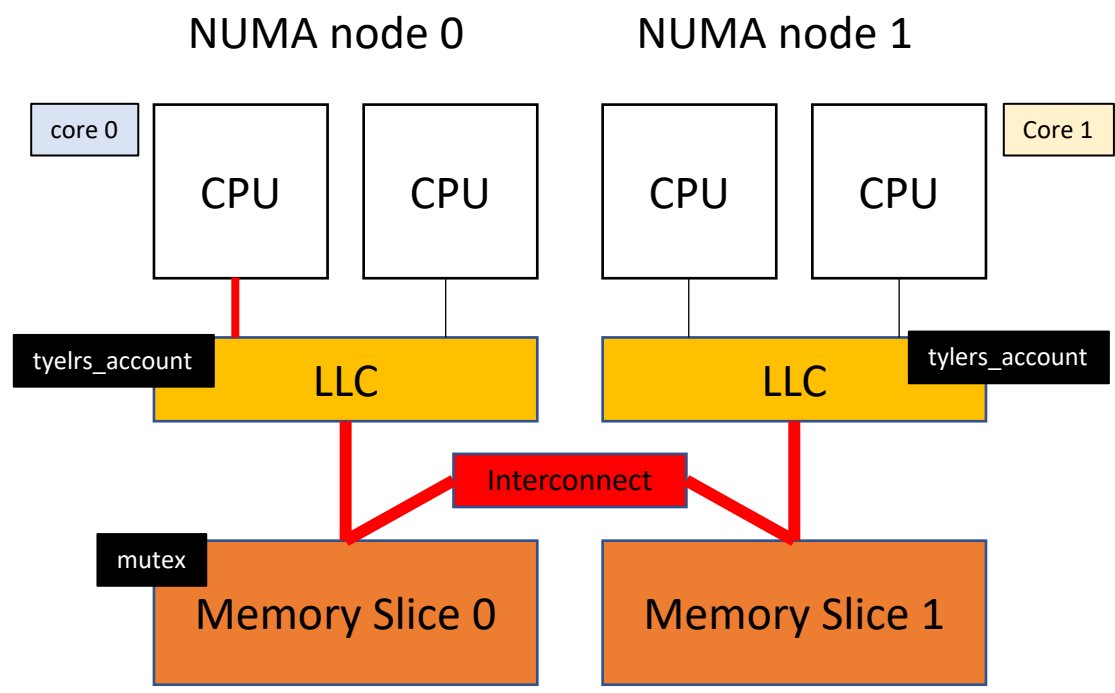 NUMA node 0
NUMA node 1
core 0
CPU
CPU
CPU
CPU
Core 1
tyelrs_account
LLC
LLC
tylers_account
Interconnect
mutex
Memory Slice 0
Memory Slice 1